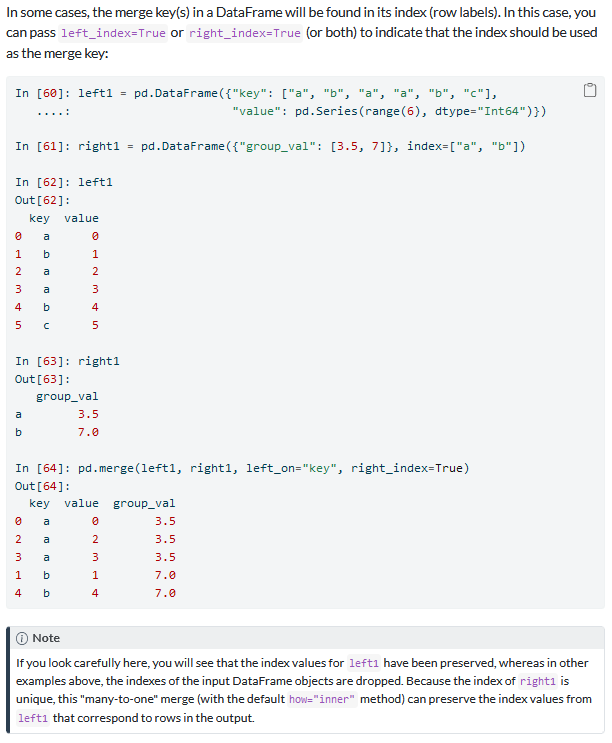 In some cases, the merge key(s) in a DataFrame will be found in its index (row labels). In this case, you
can pass left_index=True or right_index=True (or both) to indicate that the index should be used
as the merge key:
In [60]: left1 = pd.DataFrame({"key": ["a", "b", "a", "a", "b", "c"],
   ....:                       "value": pd.Series(range(6), dtype="Int64")})
In [61]: right1 = pd.DataFrame({"group_val": [3.5, 7]}, index=["a", "b"])
In [62]: left1
Out[62]:
  key  value
0   a      0
1   b      1
2   a      2
3   a      3
4   b      4
5   c      5
In [63]: right1
Out[63]:
   group_val
a        3.5
b        7.0
In [64]: pd.merge(left1, right1, left_on="key", right_index=True)
Out[64]:
  key  value  group_val
0   a      0        3.5
2   a      2        3.5
3   a      3        3.5
1   b      1        7.0
4   b      4        7.0
Note
If you look carefully here, you will see that the index values for left1 have been preserved, whereas in other
examples above, the indexes of the input DataFrame objects are dropped. Because the index of right1 is
unique, this "many-to-one" merge (with the default how="inner" method) can preserve the index values from
left1 that correspond to rows in the output.